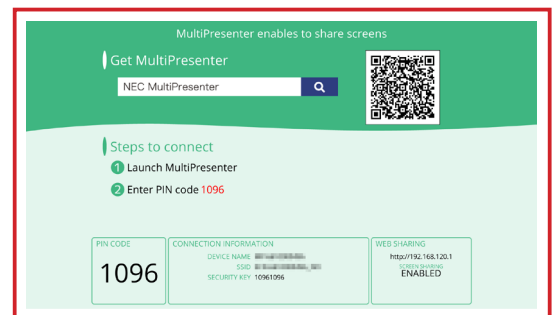 MultiPresenter enables to share screens
Get MultiPresenter
NEC MultiPresenter
Steps to connect
1 Launch MultiPresenter
2 Enter PIN code 1096
PIN CODE
1096
CONNECTION INFORMATION
DEVICE NAME
SSID
SECURITY KEY 10961096
WEB SHARING
http://192.168.120.1
SCREEN SHARING
ENABLED